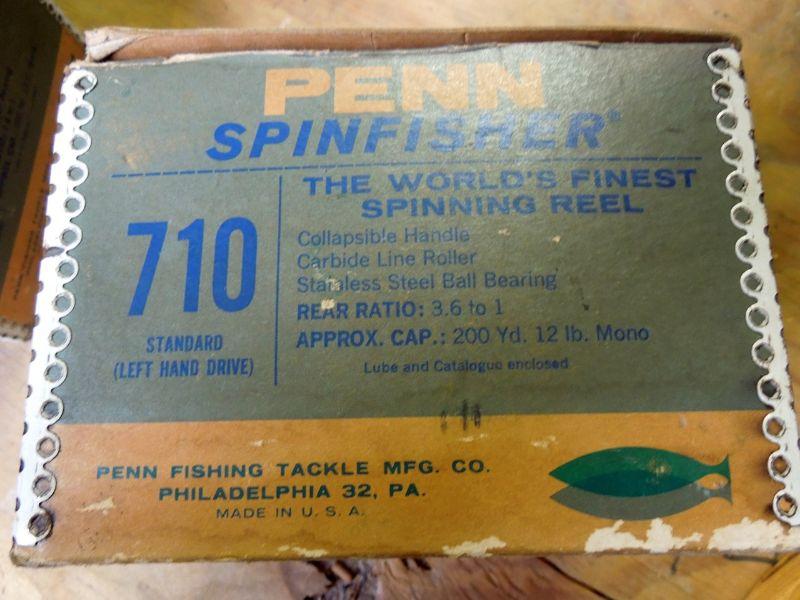 PENN
SPINFISHER®
THE WORLD'S FINEST
SPINNING REEL
710
STANDARD
(LEFT HAND DRIVE)
Collapsible Handle
Carbide Line Roller
Stainless Steel Ball Bearing
REAR RATIO: 3.6 to 1
APPROX. CAP.: 200 Yd. 12 lb. Mono
Lube and Catalogue enclosed
PENN FISHING TACKLE MFG. CO.
PHILADELPHIA 32, PA.
MADE IN U. S. A.